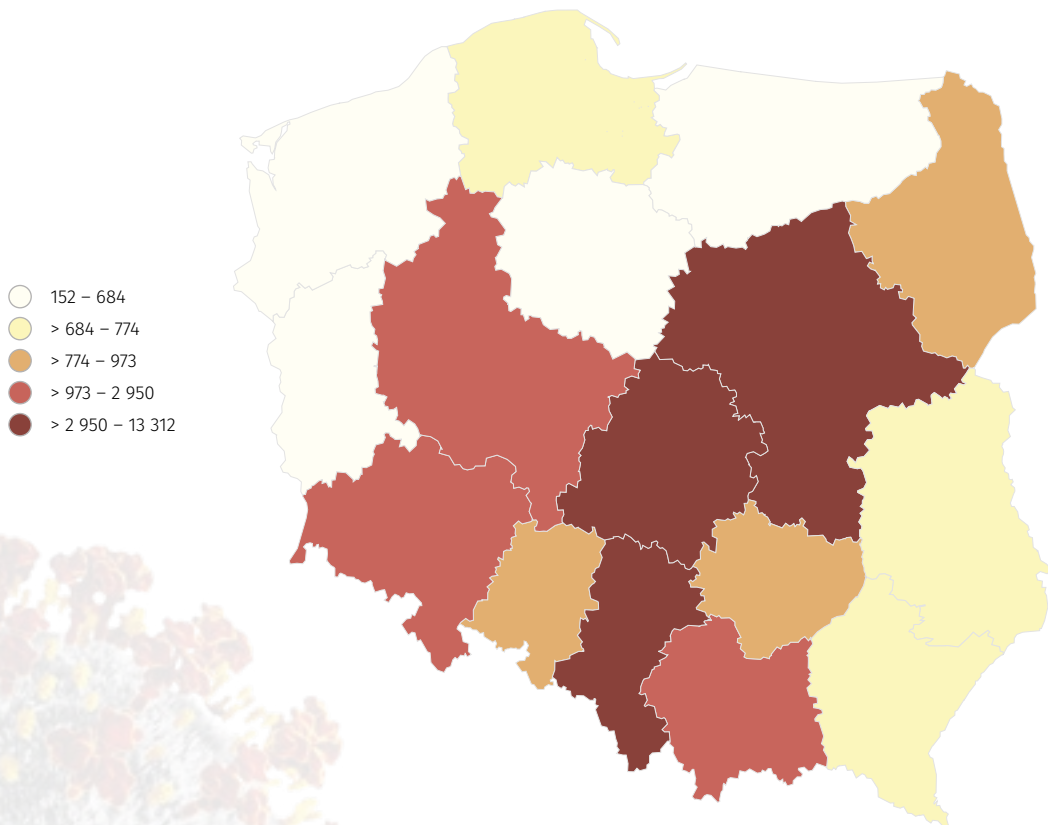 152 – 684
> 684 – 774
> 774 – 973
> 973 – 2 950
> 2 950 – 13 312